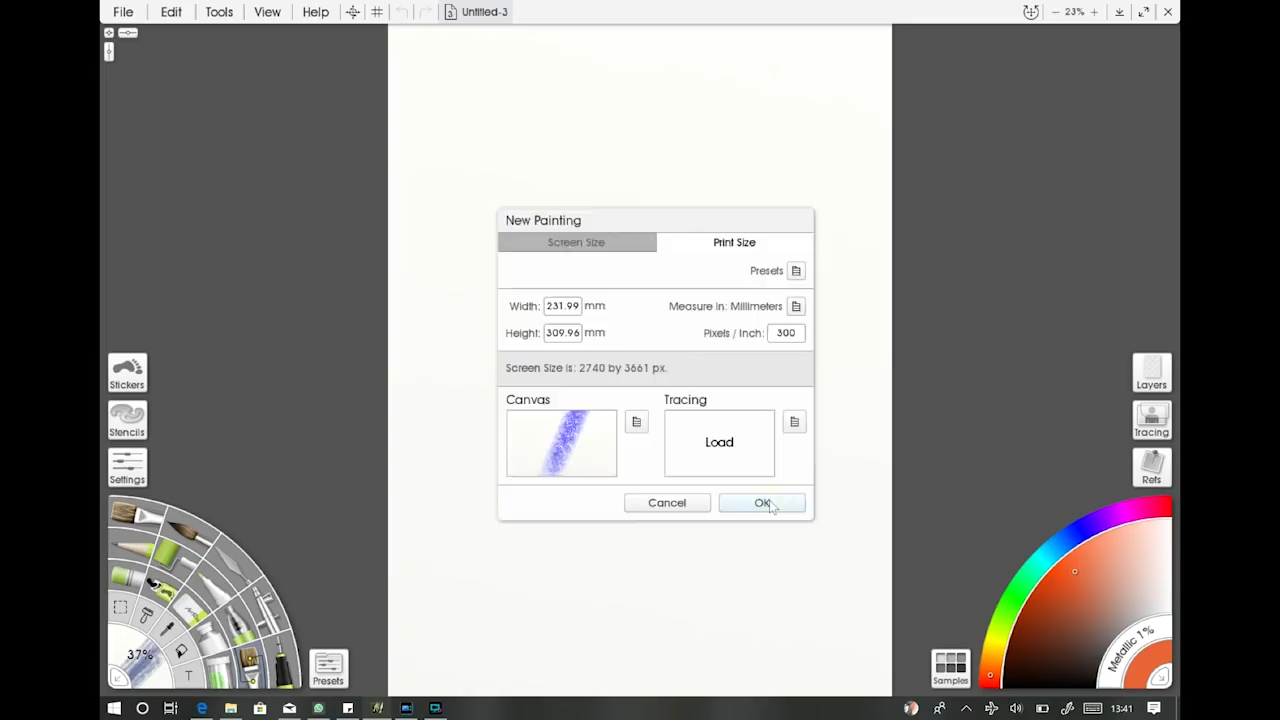 File Edit Tools View Help 3 Untitled-3 23%
New Painting
Screen Size Print Size
Presets
Width: 231.99 mm Measure In: Millimeters
Height: 309.96 mm Pixels / Inch: 300
Screen Size is: 2740 by 3661 px.
Canvas Tracing
Load
Cancel OK
Stickers
Stencils
Settings
Layers
Tracing
Refs
37%
T
Presets
Samples
Metallic 1%
13:41